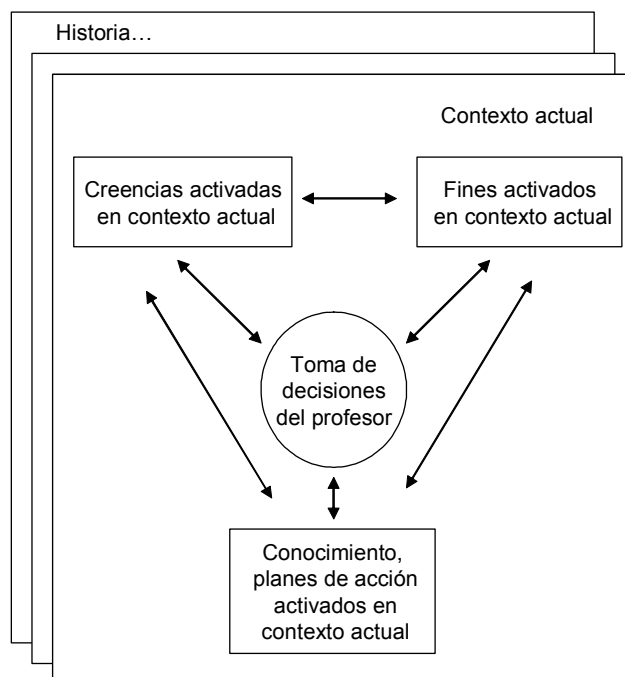 Historia…
Contexto actual
Creencias activadas
en contexto actual
Fines activados
en contexto actual
Toma de
decisiones
del profesor
Conocimiento,
planes de acción
activados en
contexto actual